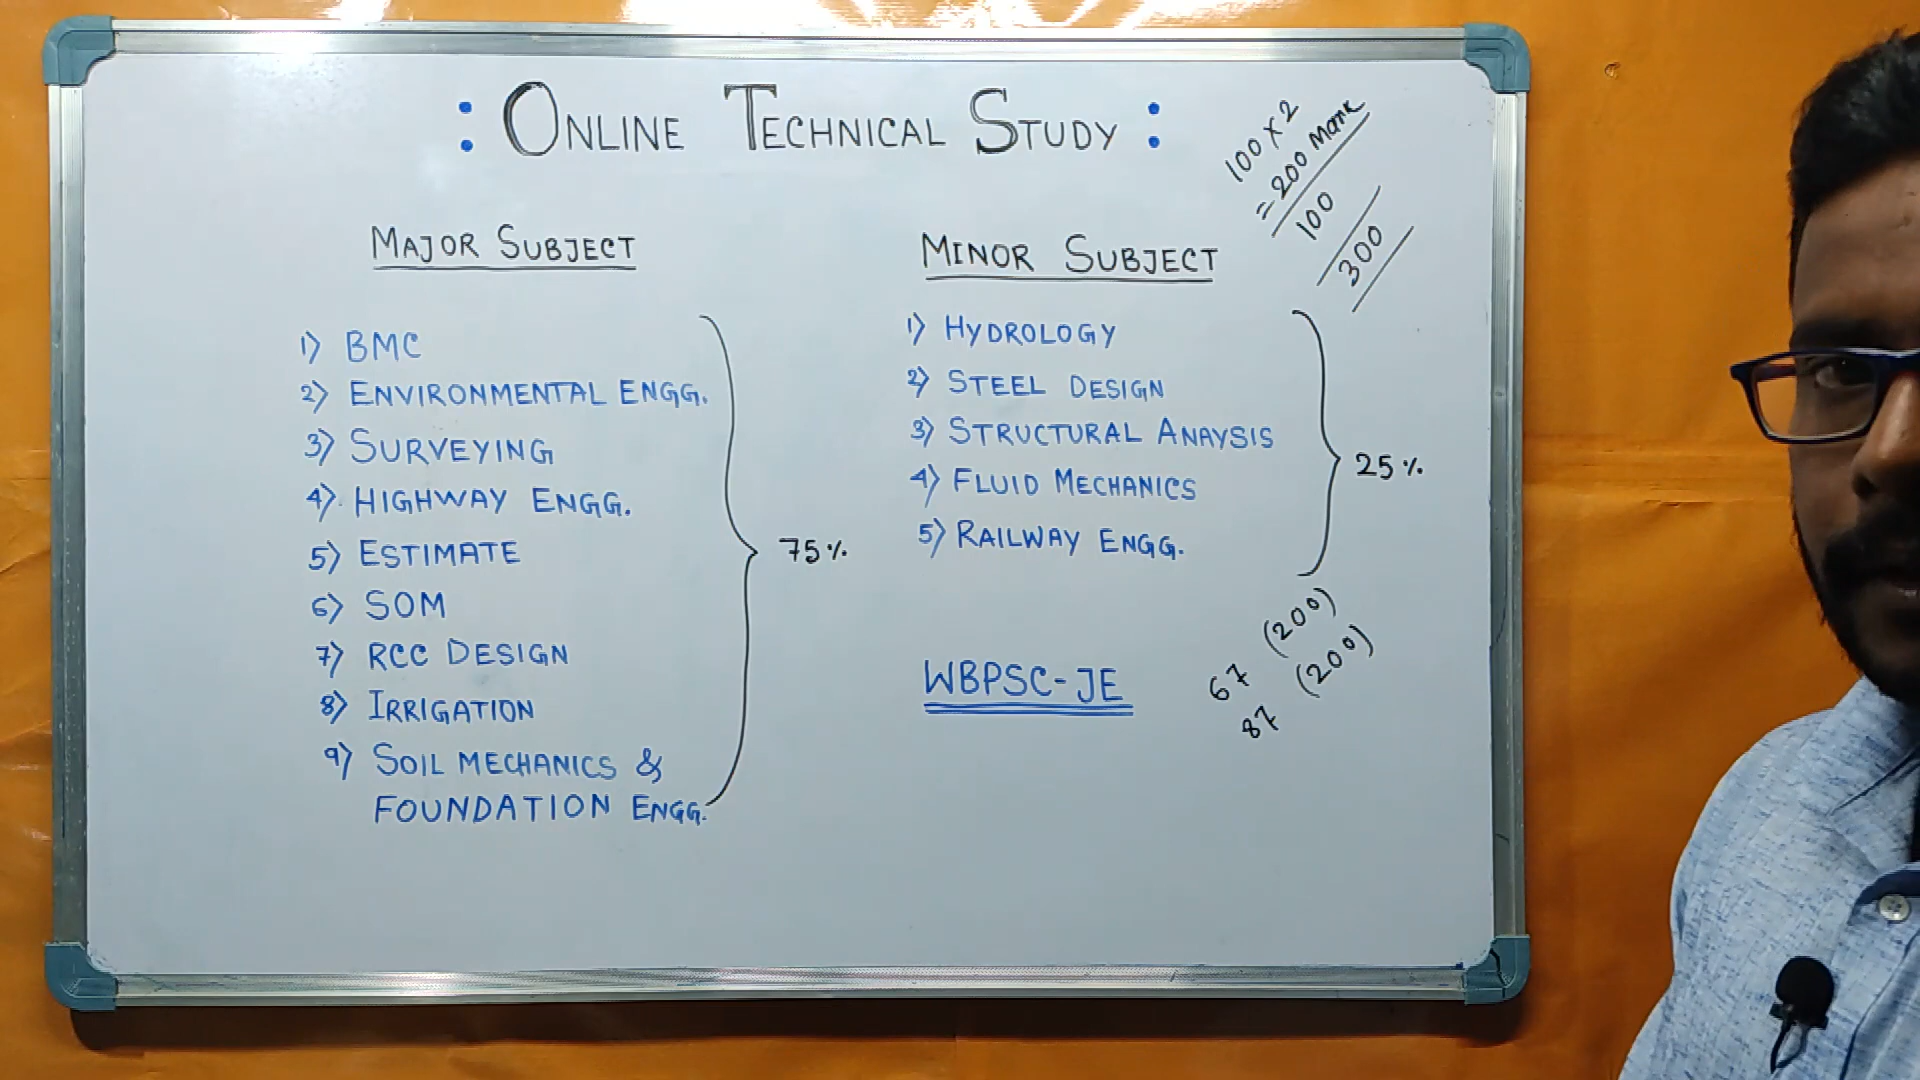 : ONLINE TECHNICAL STUDY :
100 x 2
= 200 Mark
100
300
MAJOR SUBJECT
1) BMC
2) ENVIRONMENTAL ENGG.
3) SURVEYING
4) HIGHWAY ENGG.
5) ESTIMATE
6) SOM
7) RCC DESIGN
8) IRRIGATION
9) SOIL MECHANICS &
FOUNDATION ENGG.
75%
MINOR SUBJECT
1) HYDROLOGY
2) STEEL DESIGN
3) STRUCTURAL ANAYSIS
4) FLUID MECHANICS
5) RAILWAY ENGG.
25%
WBPSC-JE
67 (200)
87 (200)